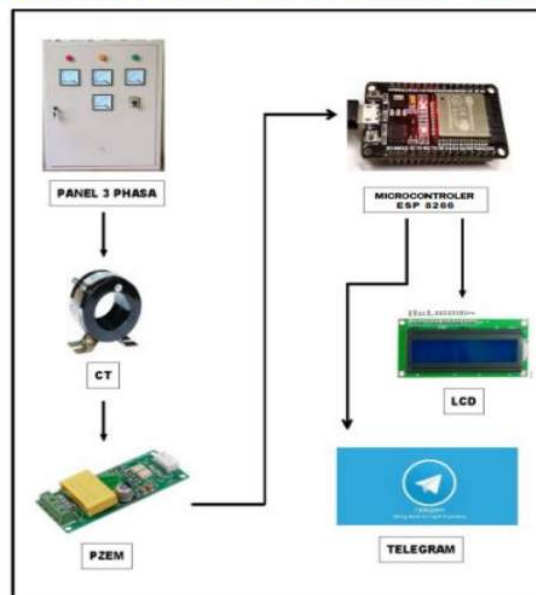 PANEL 3 PHASA
CT
PZEM
MICROCONTROLER
ESP 8266
LCD
TELEGRAM